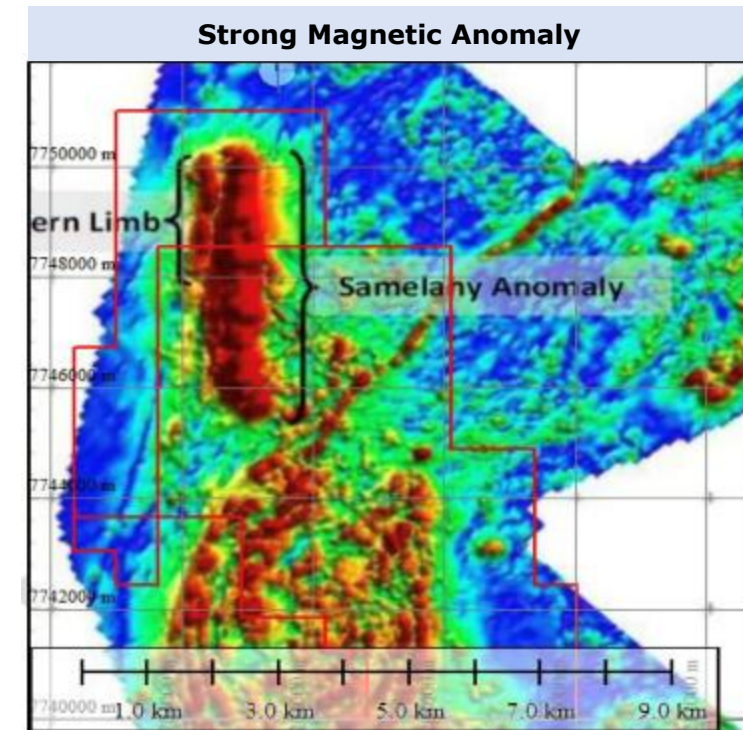 Strong Magnetic Anomaly
7750000 m
ern Limb
7748000 m
Samelahy Anomaly
7746000 m
7744000 m
7742000 m
7740000 m
1.0 km 3.0 km 5.0 km 7.0 km 9.0 km